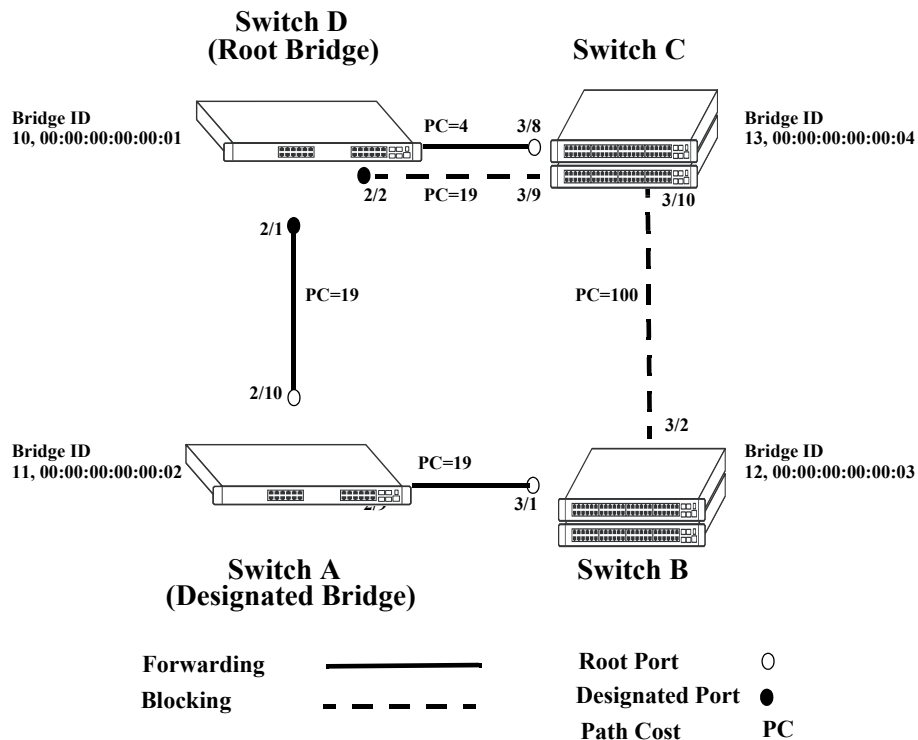 Switch D
(Root Bridge)
Switch C
Bridge ID
10, 00:00:00:00:00:01
PC=4
3/8
Bridge ID
13, 00:00:00:00:00:04
2/2
PC=19
3/9
3/10
2/1
PC=19
PC=100
2/10
3/2
Bridge ID
11, 00:00:00:00:00:02
PC=19
3/1
Bridge ID
12, 00:00:00:00:00:03
Switch A
(Designated Bridge)
Switch B
Forwarding
Root Port
Blocking
Designated Port
Path Cost
PC